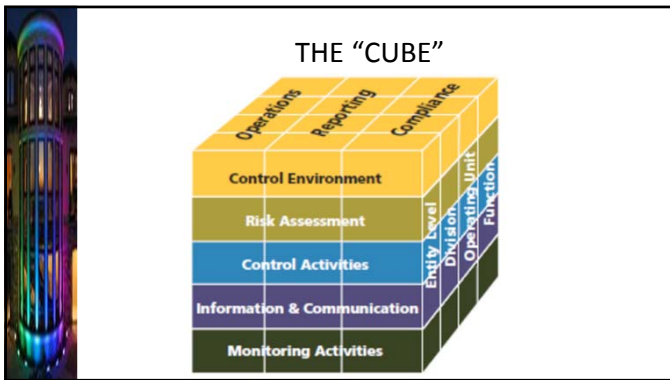 THE “CUBE”
Operations
Reporting
Compliance
Control Environment
Risk Assessment
Control Activities
Information & Communication
Monitoring Activities
Entity Level
Division
Operating Unit
Function